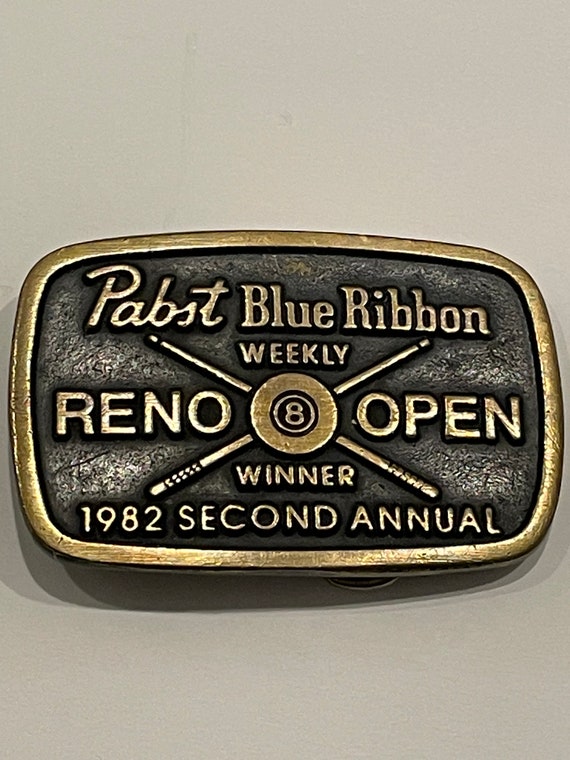 Pabst Blue Ribbon
WEEKLY
RENO 8 OPEN
WINNER
1982 SECOND ANNUAL